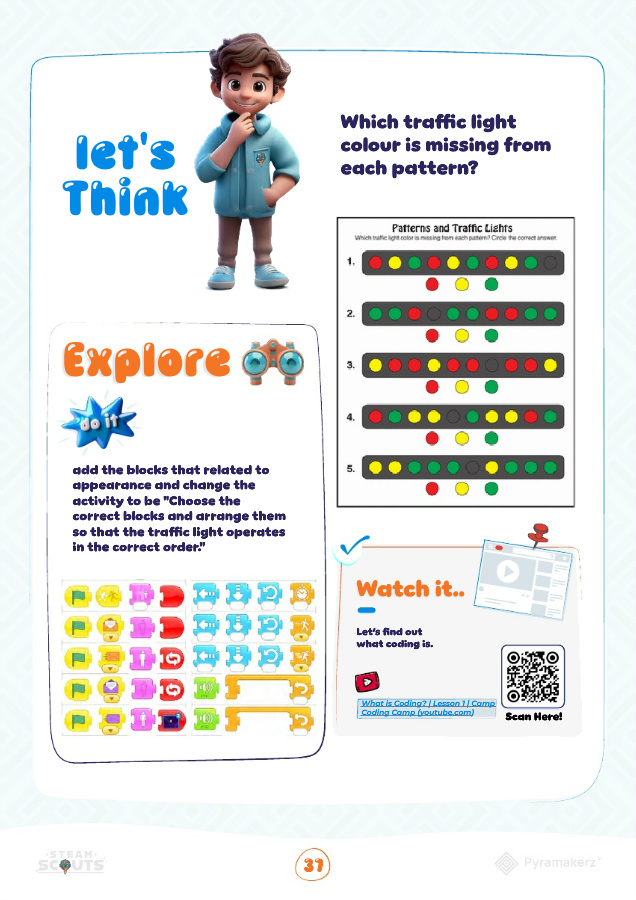 let's
Think
Which traffic light
colour is missing from
each pattern?
Patterns and Traffic Lights
Which traffic light color is missing from each pattern? Circle the correct answer.
1.
2.
3.
4.
5.
Explore
do it
add the blocks that related to
appearance and change the
activity to be "Choose the
correct blocks and arrange them
so that the traffic light operates
in the correct order."
Watch it..
Let's find out
what coding is.
What is Coding? | Lesson 1 | Camp
Coding Camp (youtube.com)
Scan Here!
STEAM
SCOUTS
31
Pyramakerz